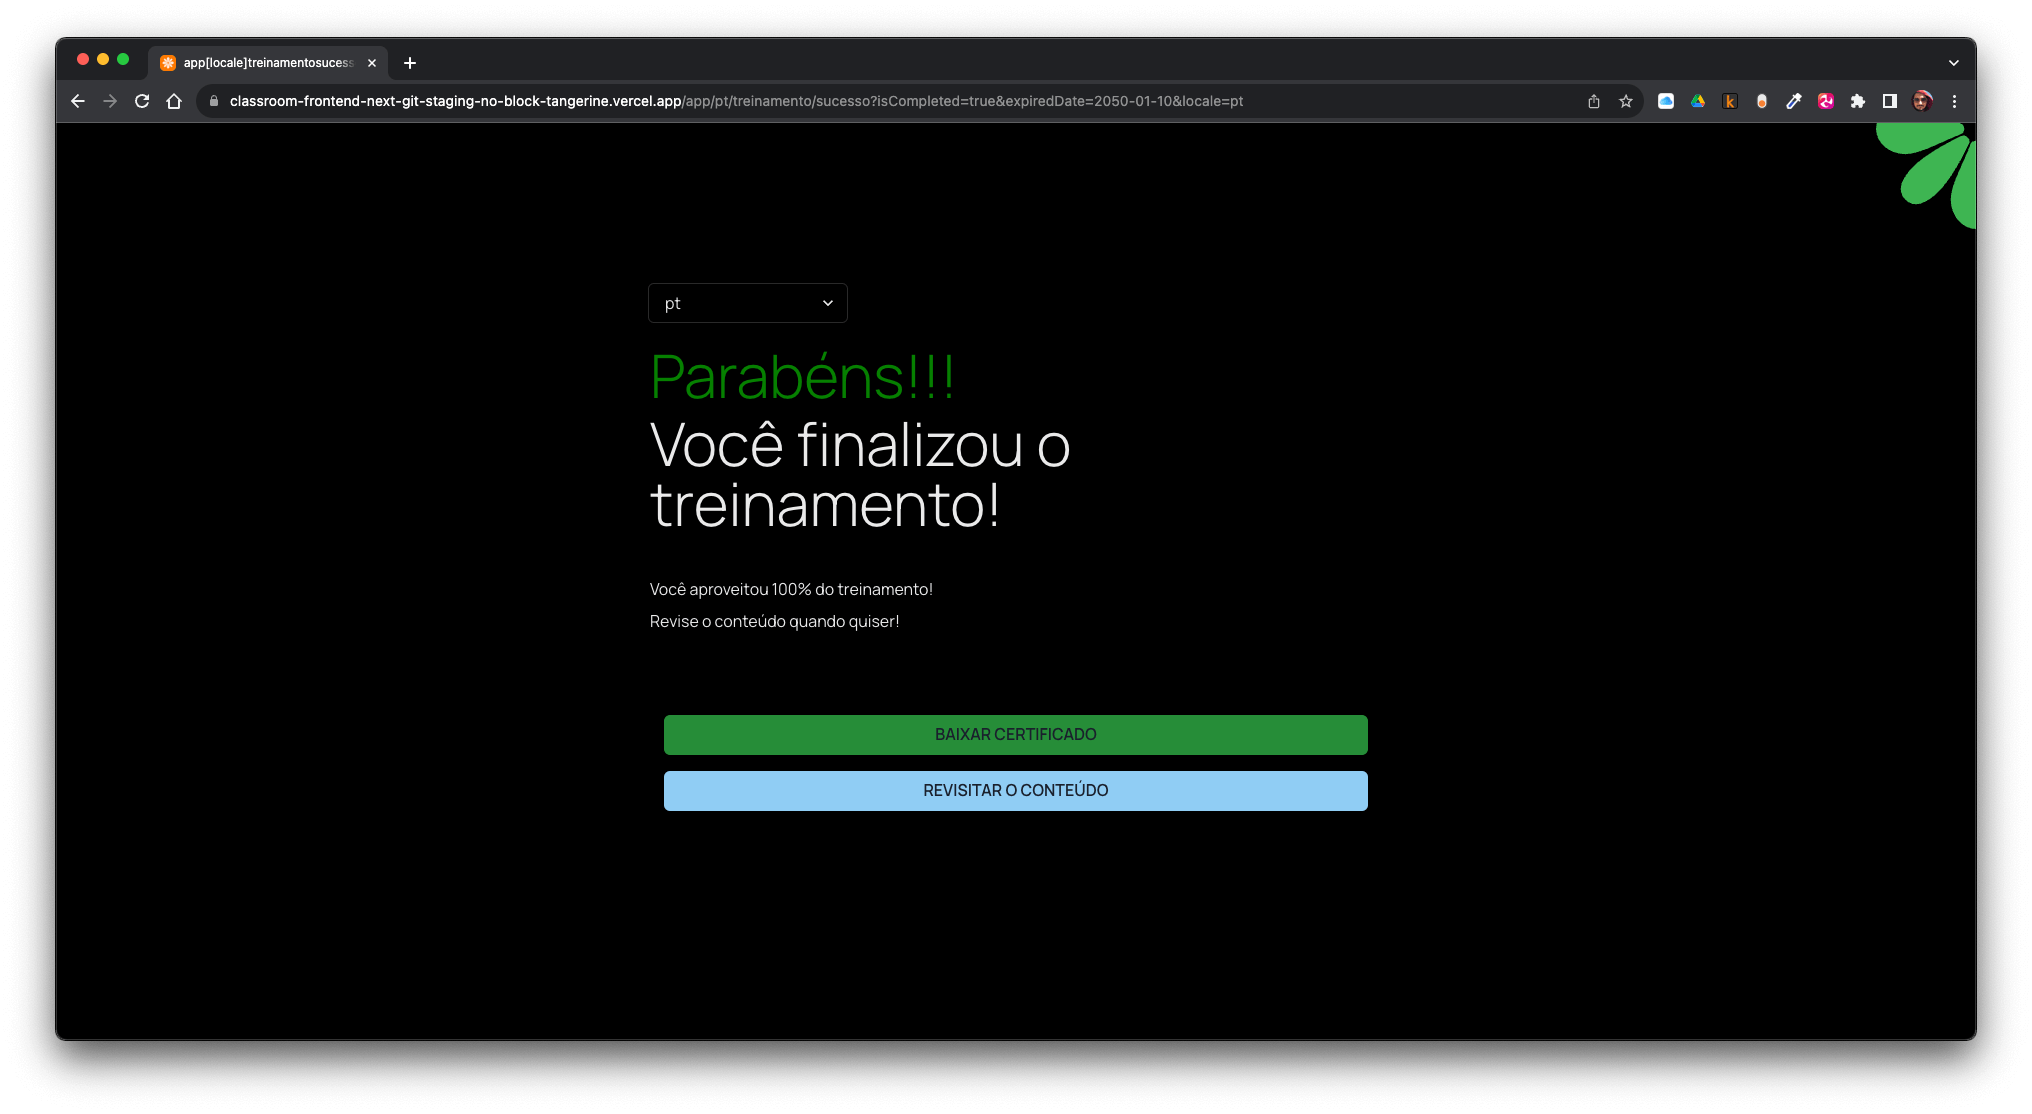 app[locale]treinamentosucess
classroom-frontend-next-git-staging-no-block-tangerine.vercel.app/app/pt/treinamento/sucesso?isCompleted=true&expiredDate=2050-01-10&locale=pt
pt
Parabéns!!!
Você finalizou o
treinamento!
Você aproveitou 100% do treinamento!
Revise o conteúdo quando quiser!
BAIXAR CERTIFICADO
REVISITAR O CONTEÚDO